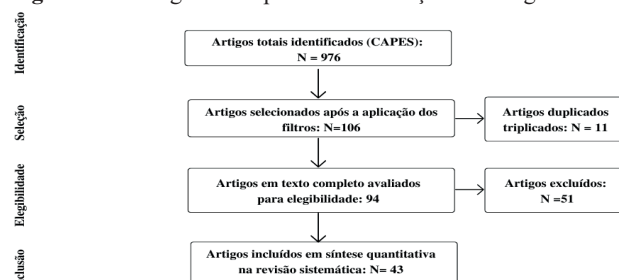 Identificação
Artigos totais identificados (CAPES):
N = 976
Seleção
Artigos selecionados após a aplicação dos
filtros: N=106
Artigos duplicados
triplicados: N = 11
Elegibilidade
Artigos em texto completo avaliados
para elegibilidade: 94
Artigos excluídos:
N =51
Artigos incluídos em síntese quantitativa
na revisão sistemática: N= 43